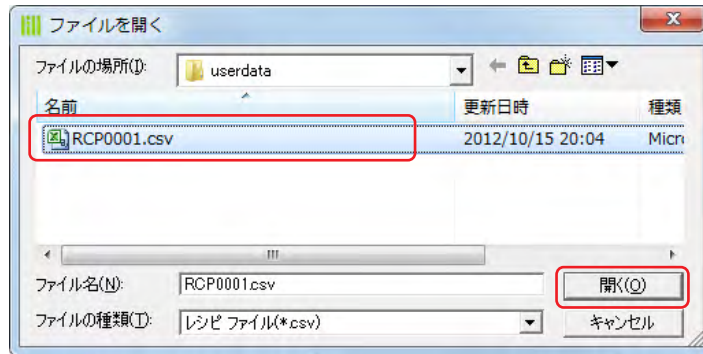 ファイルを開く
ファイルの場所(I): userdata
名前 更新日時 種類
RCP0001.csv 2012/10/15 20:04 Micr
ファイル名(N): RCP0001.csv 開く(O)
ファイルの種類(T): レシピ ファイル(*.csv) キャンセル